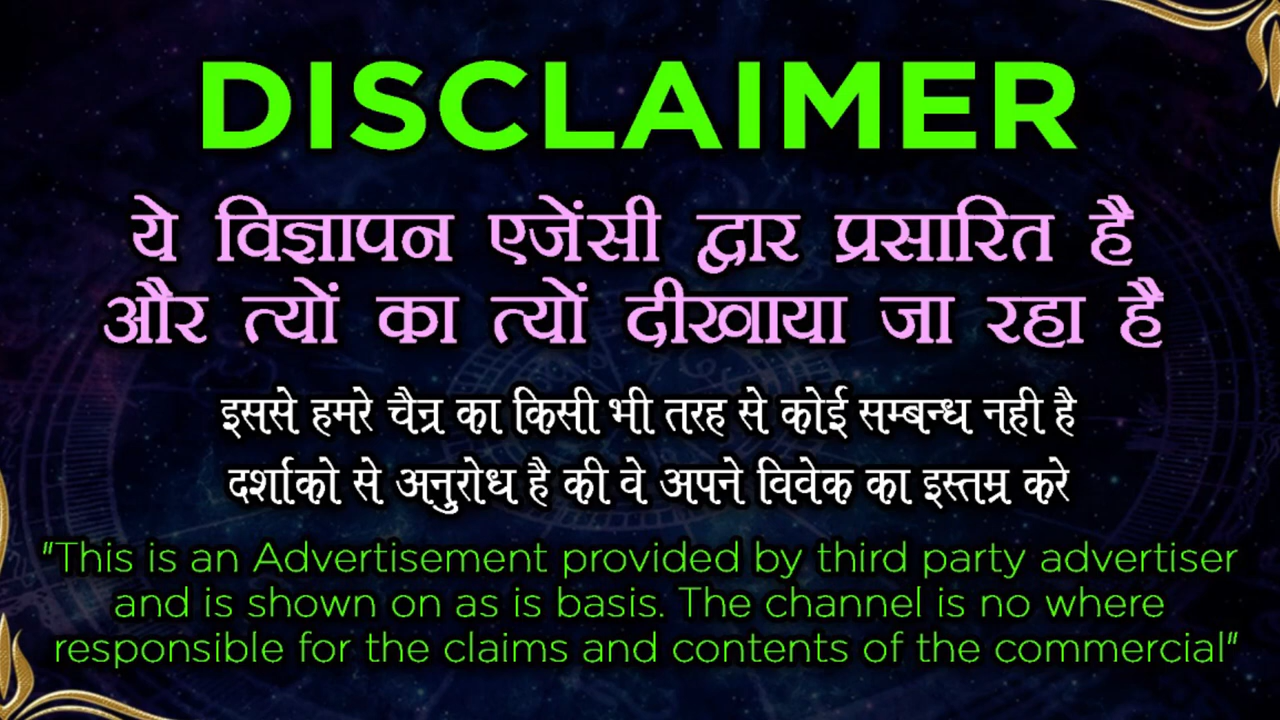 DISCLAIMER
ये विज्ञापन एजेंसी द्वार प्रसारित है
और त्यों का त्यों दीखाया जा रहा है
इससे हमरे चैन्र का किसी भी तरह से कोई सम्बन्ध नही है
दर्शाको से अनुरोध है की वे अपने विवेक का इस्तम्र करे
"This is an Advertisement provided by third party advertiser
and is shown on as is basis. The channel is no where
responsible for the claims and contents of the commercial"